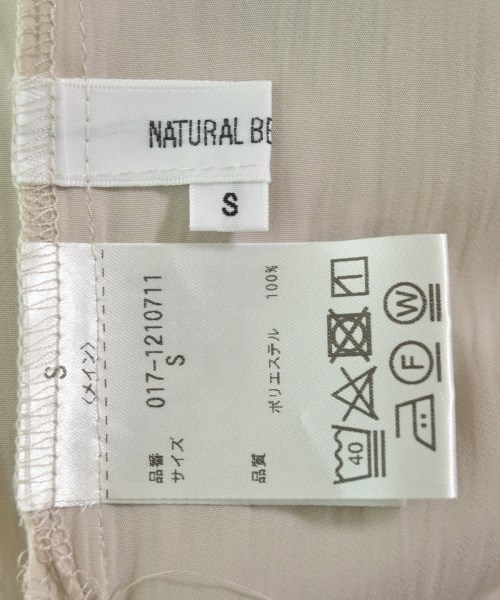 NATURAL BE
S
S
〈メイン〉
品番 017-1210711
サイズ S
品質 ポリエステル 100%
40
W
F